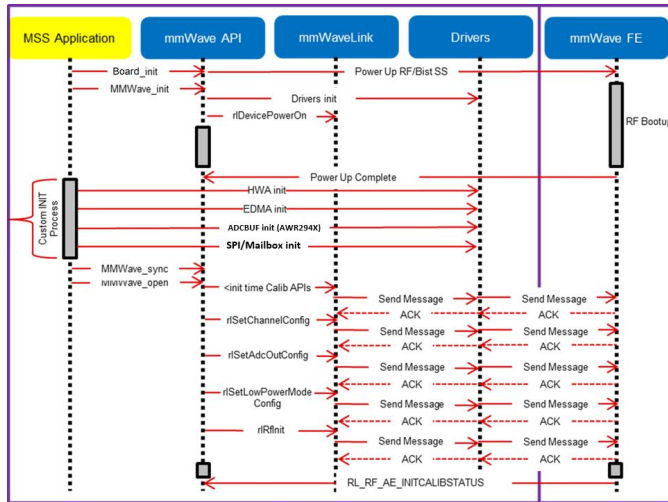 MSS Application
mmWave API
mmWaveLink
Drivers
mmWave FE
Board_init
Power Up RF/Bist SS
MMWave_init
Drivers init
rlDevicePowerOn
RF Bootup
Power Up Complete
Custom INIT
Process
HWA init
EDMA init
ADCBUF init (AWR294X)
SPI/Mailbox init
MMWave_sync
MMWave_open
<init time Calib APIs
Send Message
Send Message
ACK
ACK
rlSetChannelConfig
Send Message
Send Message
ACK
ACK
rlSetAdcOutConfig
Send Message
Send Message
ACK
ACK
rlSetLowPowerMode
Config
Send Message
Send Message
ACK
ACK
rlRfInit
Send Message
Send Message
ACK
ACK
RL_RF_AE_INITCALIBSTATUS